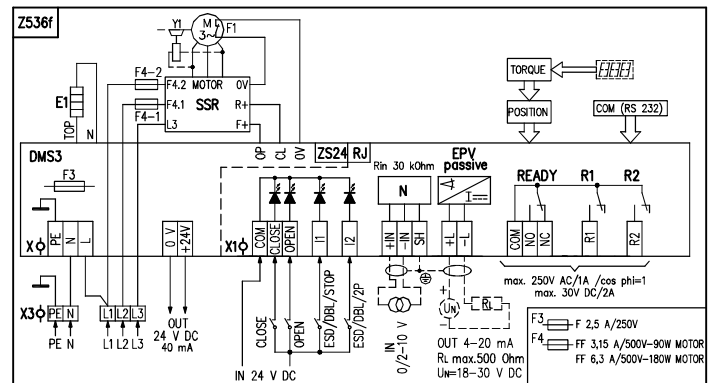 Z536f
Y1
M
3~
F1
F4-2
F4.2
MOTOR
0V
E1
F4.1
SSR
R+
F4-1
L3
F+
TOP
N
OP
CL
0V
TORQUE
POSITION
COM (RS 232)
DMS3
ZS24
RJ
EPV
passive
F3
Rin 30 kOhm
N
READY
R1
R2
X
PE
N
L
0 V
+24V
X1
COM
CLOSE
OPEN
I1
I2
+IN
-IN
SH
+L
-L
COM
NO
NC
R1
R2
max. 250V AC/1A /cos phi=1
max. 30V DC/2A
X3
PE
N
L1
L2
L3
PE N
L1 L2 L3
OUT
24 V DC
40 mA
CLOSE
OPEN
ESD/DBL/STOP
ESD/DBL/2P
IN 24 V DC
IN
0/2-10 V
+
UN
-
RL
OUT 4-20 mA
RL max.500 Ohm
UN=18-30 V DC
F3 F 2,5 A/250V
F4 FF 3,15 A/500V-90W MOTOR
FF 6,3 A/500V-180W MOTOR